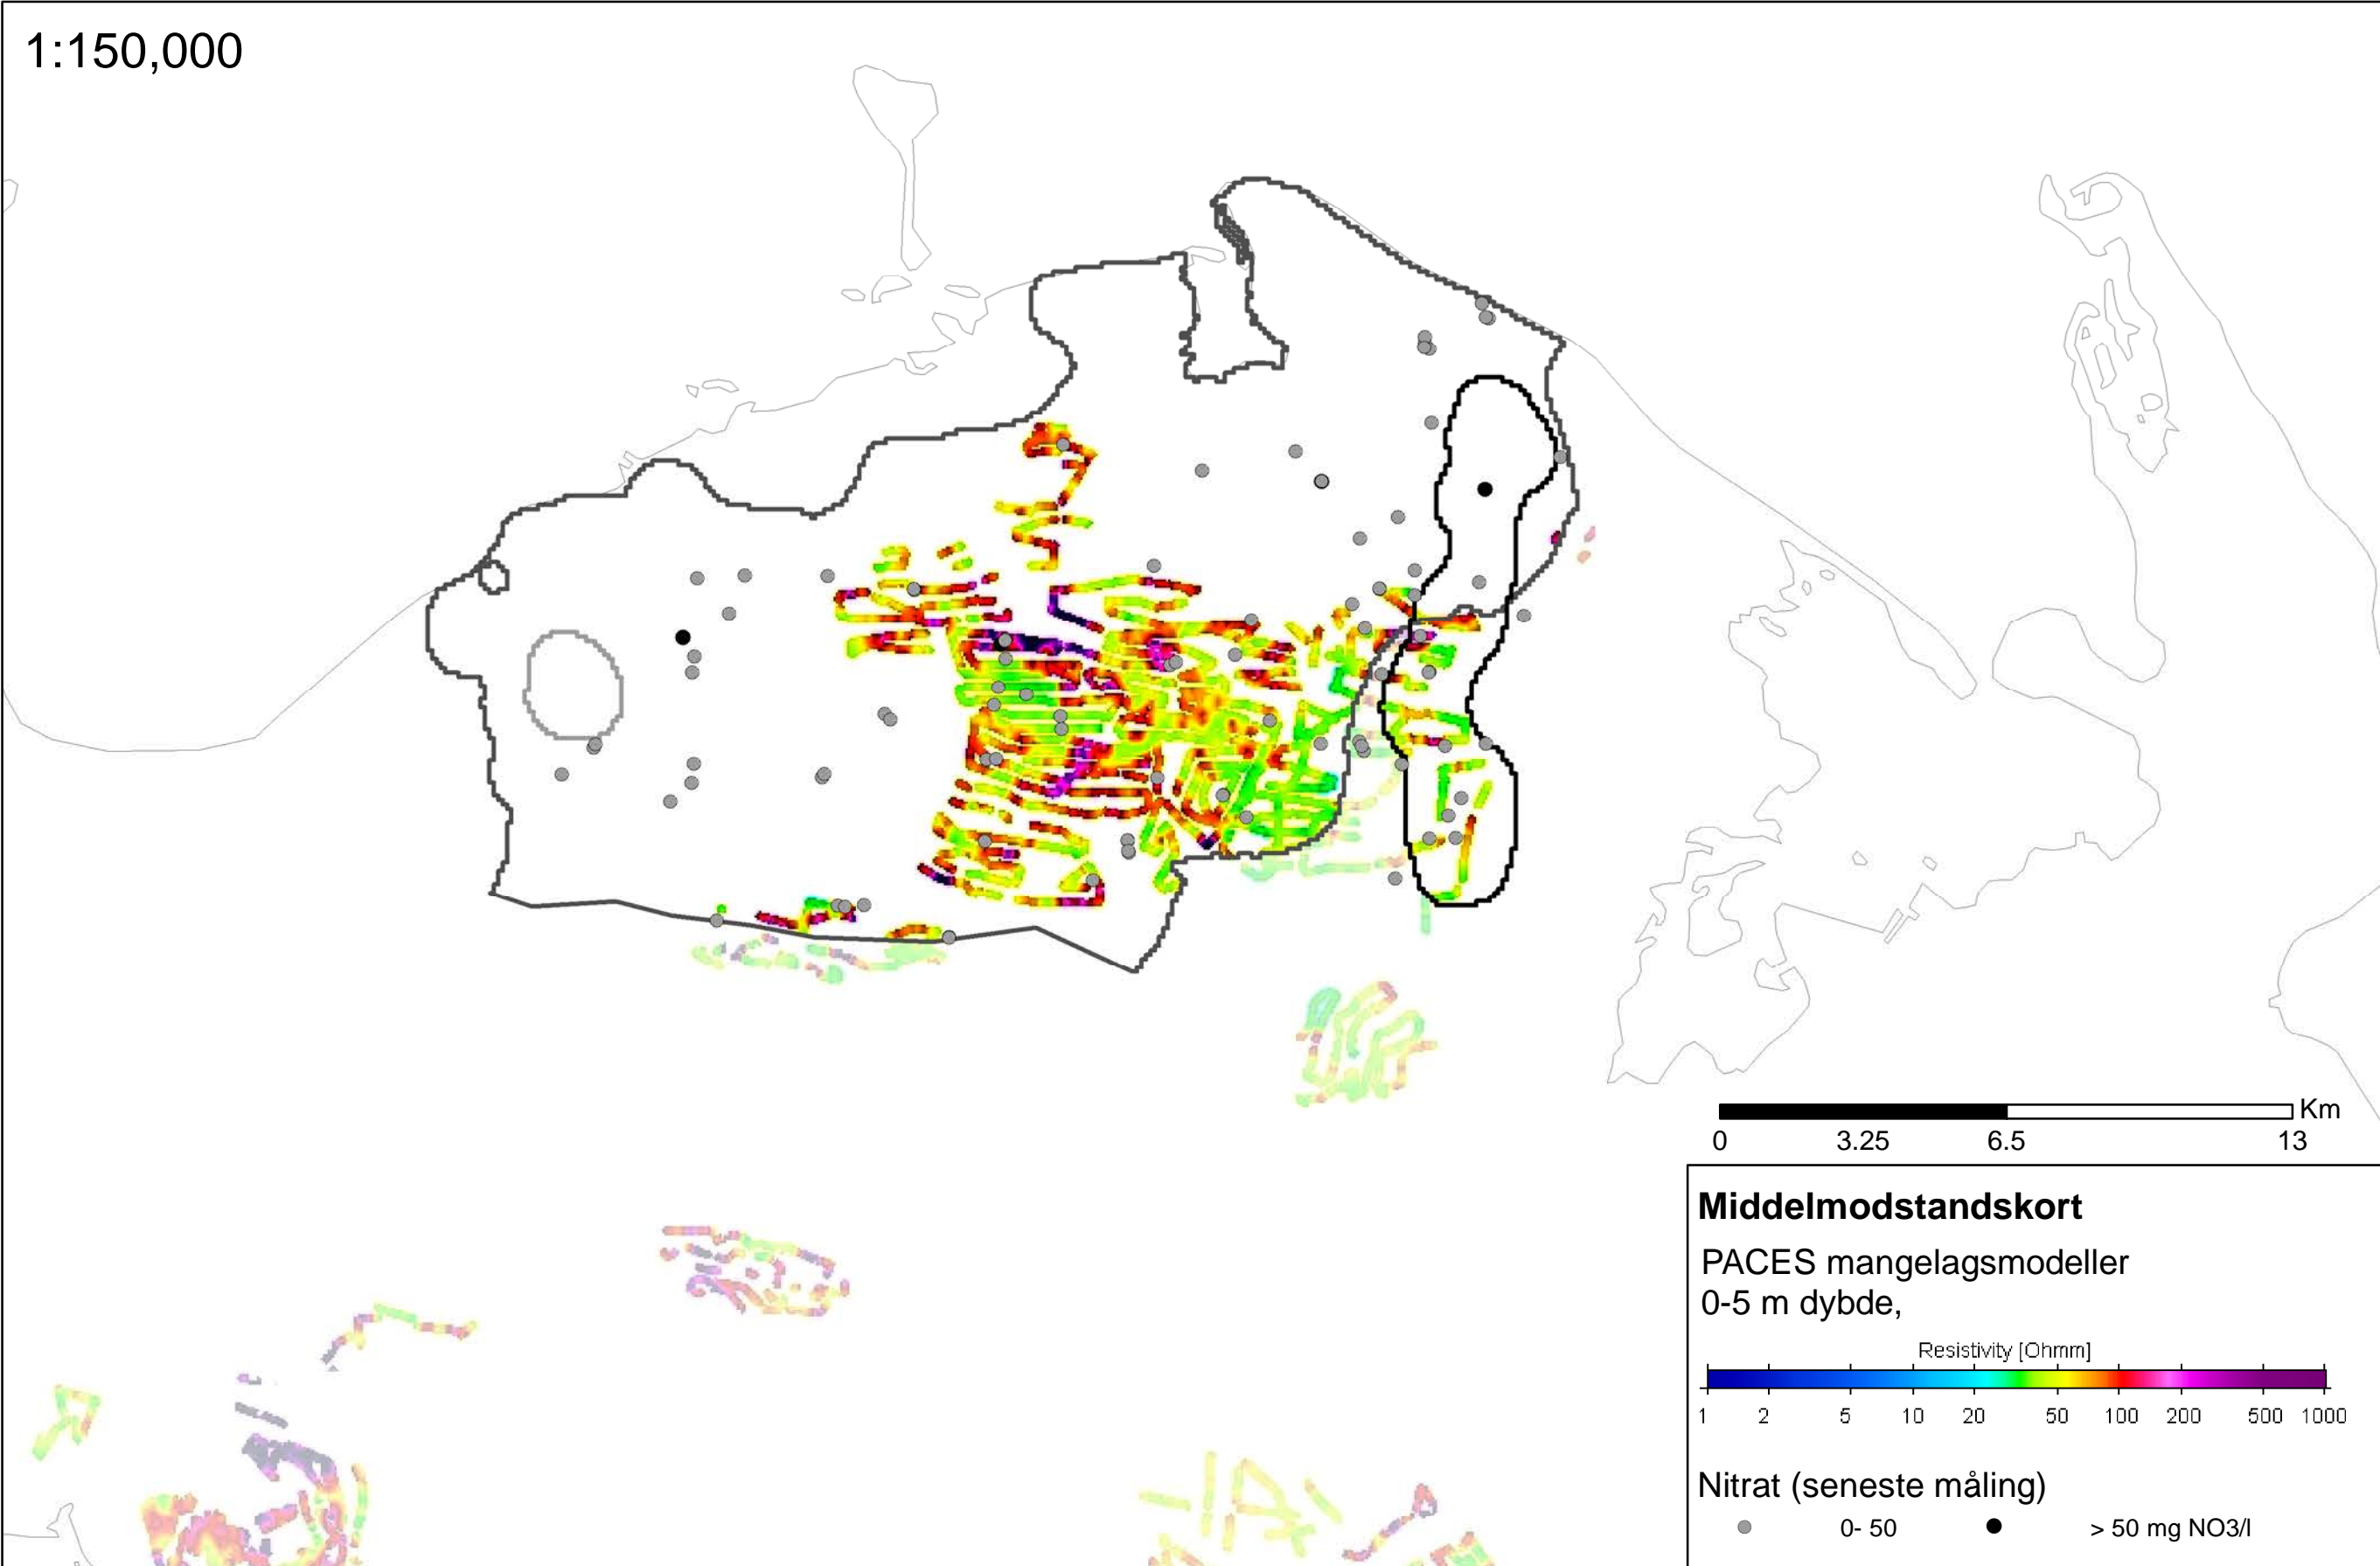 1:150,000
Km
0 3.25 6.5 13
Middelmodstandskort
PACES mangelagsmodeller
0-5 m dybde,
Resistivity [Ohmm]
1 2 5 10 20 50 100 200 500 1000
Nitrat (seneste måling)
0- 50 > 50 mg NO3/l